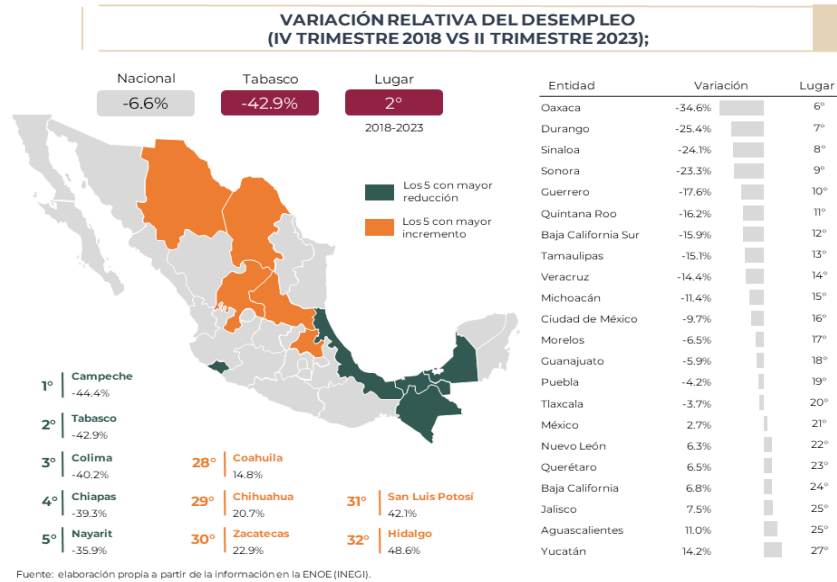 VARIACIÓN RELATIVA DEL DESEMPLEO
(IV TRIMESTRE 2018 VS II TRIMESTRE 2023);
Nacional
-6.6%
Tabasco
-42.9%
Lugar
2°
2018-2023
Los 5 con mayor
reducción
Los 5 con mayor
incremento
1° Campeche
-44.4%
2° Tabasco
-42.9%
3° Colima
-40.2%
4° Chiapas
-39.3%
5° Nayarit
-35.9%
28° Coahuila
14.8%
29° Chihuahua
20.7%
30° Zacatecas
22.9%
31° San Luis Potosí
42.1%
32° Hidalgo
48.6%
Entidad Variación Lugar
Oaxaca -34.6% 6°
Durango -25.4% 7°
Sinaloa -24.1% 8°
Sonora -23.3% 9°
Guerrero -17.6% 10°
Quintana Roo -16.2% 11°
Baja California Sur -15.9% 12°
Tamaulipas -15.1% 13°
Veracruz -14.4% 14°
Michoacán -11.4% 15°
Ciudad de México -9.7% 16°
Morelos -6.5% 17°
Guanajuato -5.9% 18°
Puebla -4.2% 19°
Tlaxcala -3.7% 20°
México 2.7% 21°
Nuevo León 6.3% 22°
Querétaro 6.5% 23°
Baja California 6.8% 24°
Jalisco 7.5% 25°
Aguascalientes 11.0% 25°
Yucatán 14.2% 27°
Fuente: elaboración propia a partir de la información en la ENOE (INEGI).